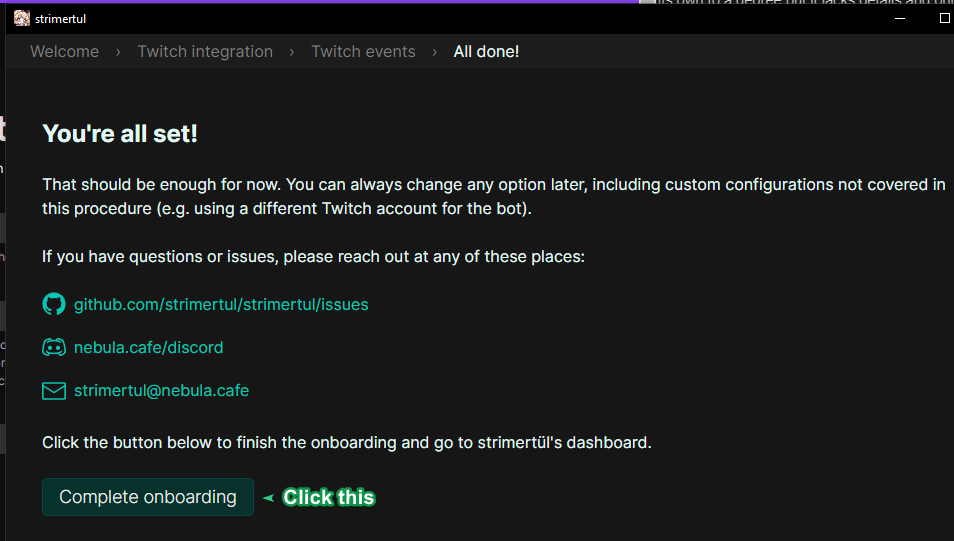 strimertul
Welcome › Twitch integration › Twitch events › All done!
You're all set!
That should be enough for now. You can always change any option later, including custom configurations not covered in
this procedure (e.g. using a different Twitch account for the bot).
If you have questions or issues, please reach out at any of these places:
github.com/strimertul/strimertul/issues
nebula.cafe/discord
strimertul@nebula.cafe
Click the button below to finish the onboarding and go to strimertül's dashboard.
Complete onboarding
Click this